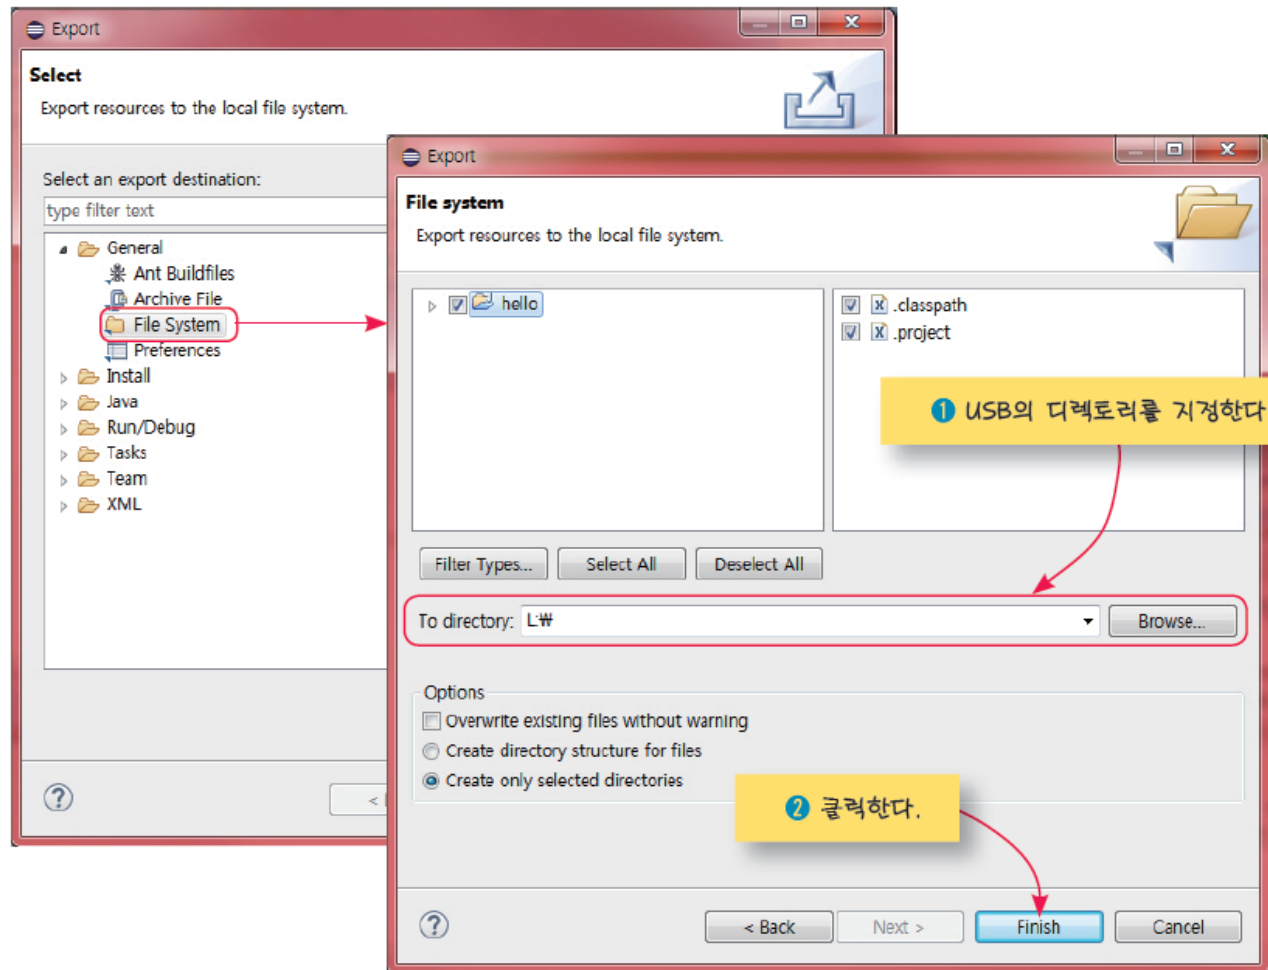 Export
Select
Export resources to the local file system.
Select an export destination:
type filter text
General
Ant Buildfiles
Archive File
File System
Preferences
Install
Java
Run/Debug
Tasks
Team
XML
Export
File system
Export resources to the local file system.
hello
.classpath
.project
❶ USB의 디렉토리를 지정한다
Filter Types...
Select All
Deselect All
To directory: L:₩
Browse...
Options
Overwrite existing files without warning
Create directory structure for files
Create only selected directories
❷ 클릭한다.
< Back
Next >
Finish
Cancel